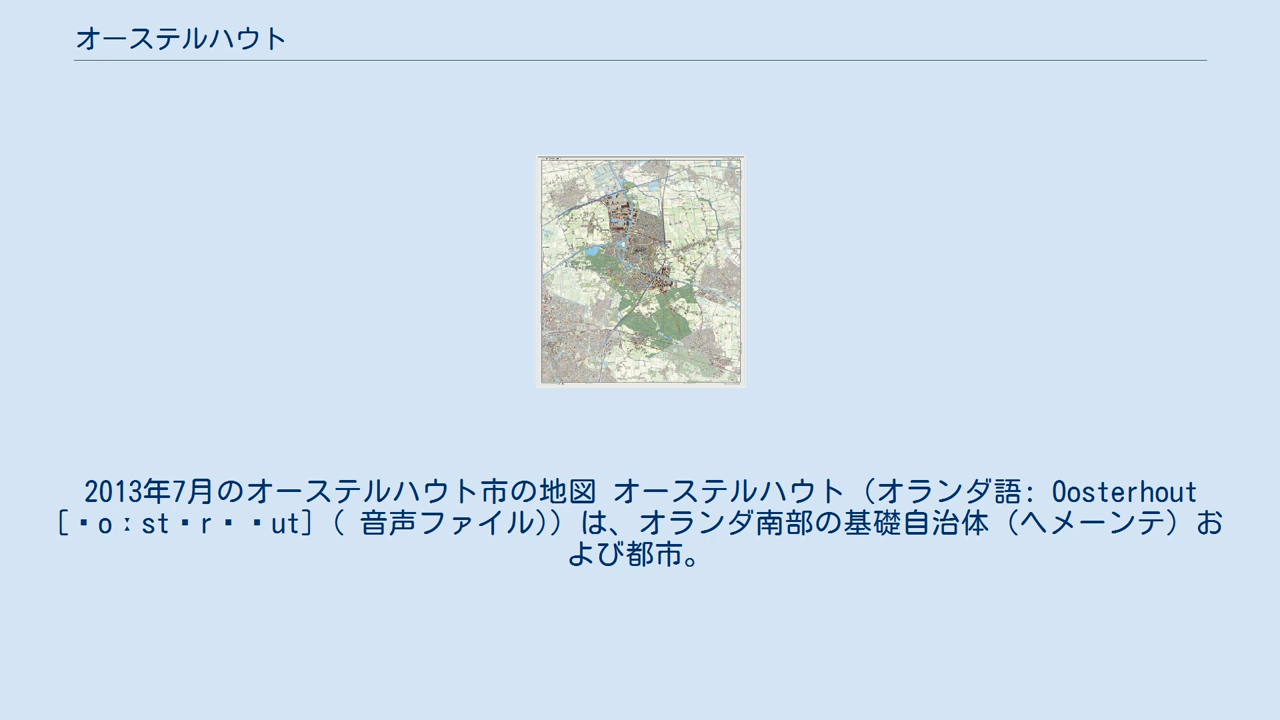 オーステルハウト
2013年7月のオーステルハウト市の地図 オーステルハウト（オランダ語: Oosterhout
[▪oːst▪r▪▪ut]（ 音声ファイル)）は、オランダ南部の基礎自治体（ヘメーンテ）お
よび都市。